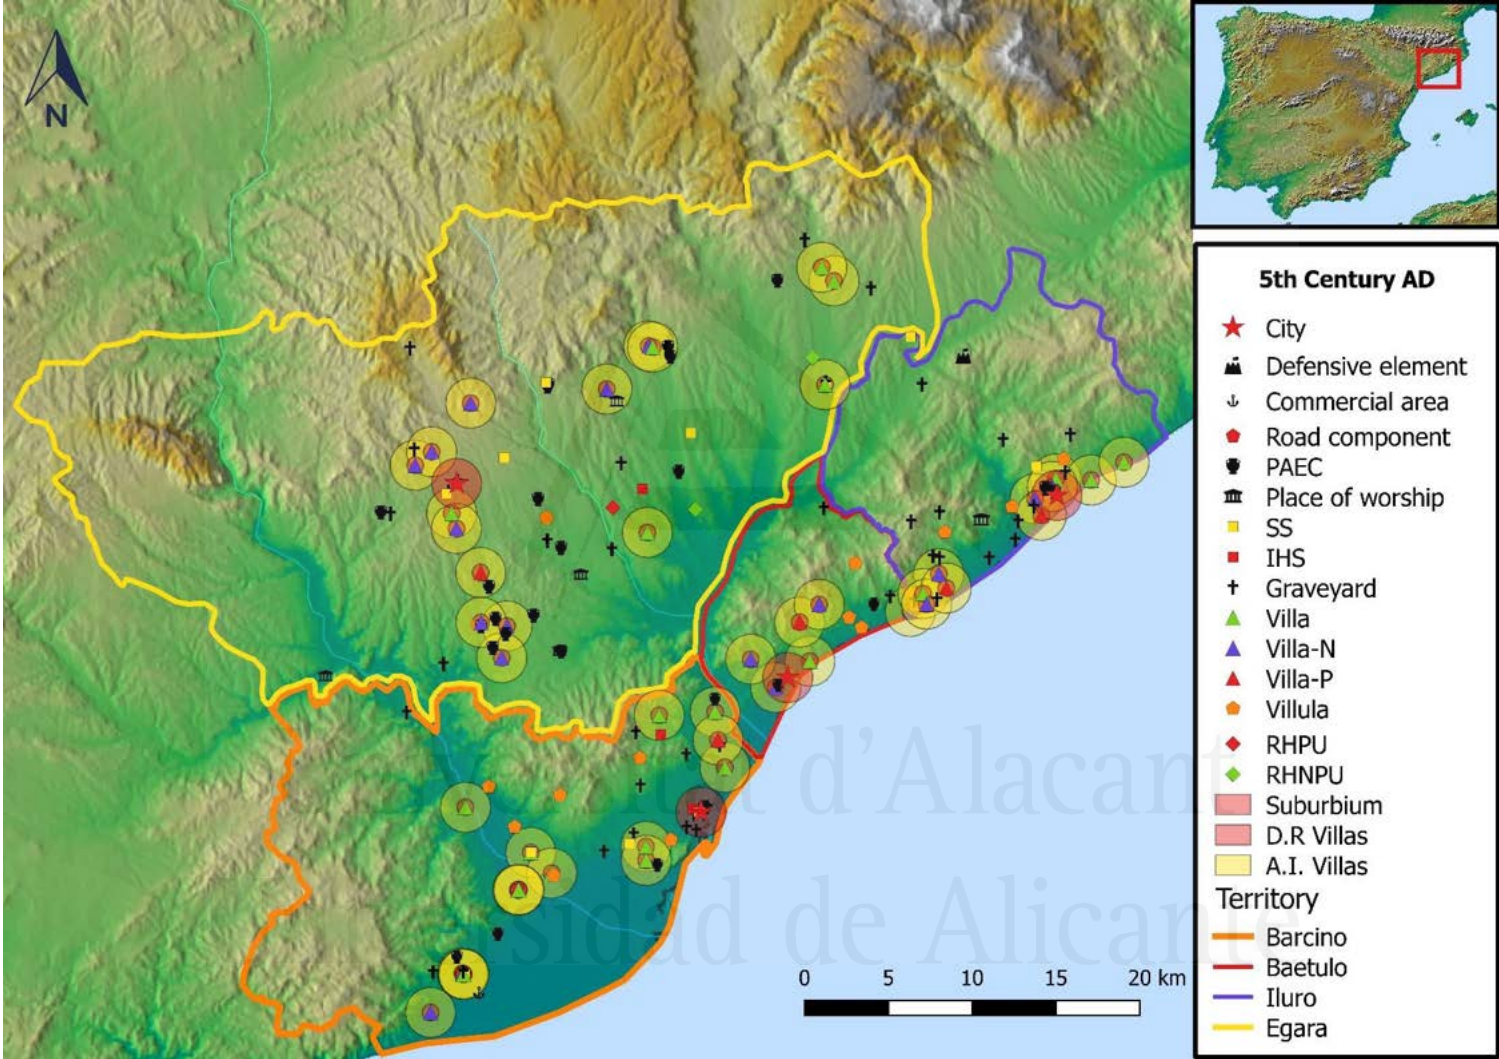 N
5th Century AD
City
Defensive element
Commercial area
Road component
PAEC
Place of worship
SS
IHS
Graveyard
Villa
Villa-N
Villa-P
Villula
RHPU
RHNPU
Suburbium
D.R Villas
A.I. Villas
Territory
Barcino
Baetulo
Iluro
Egara
0 5 10 15 20 km
d'Alacant
de Alicante